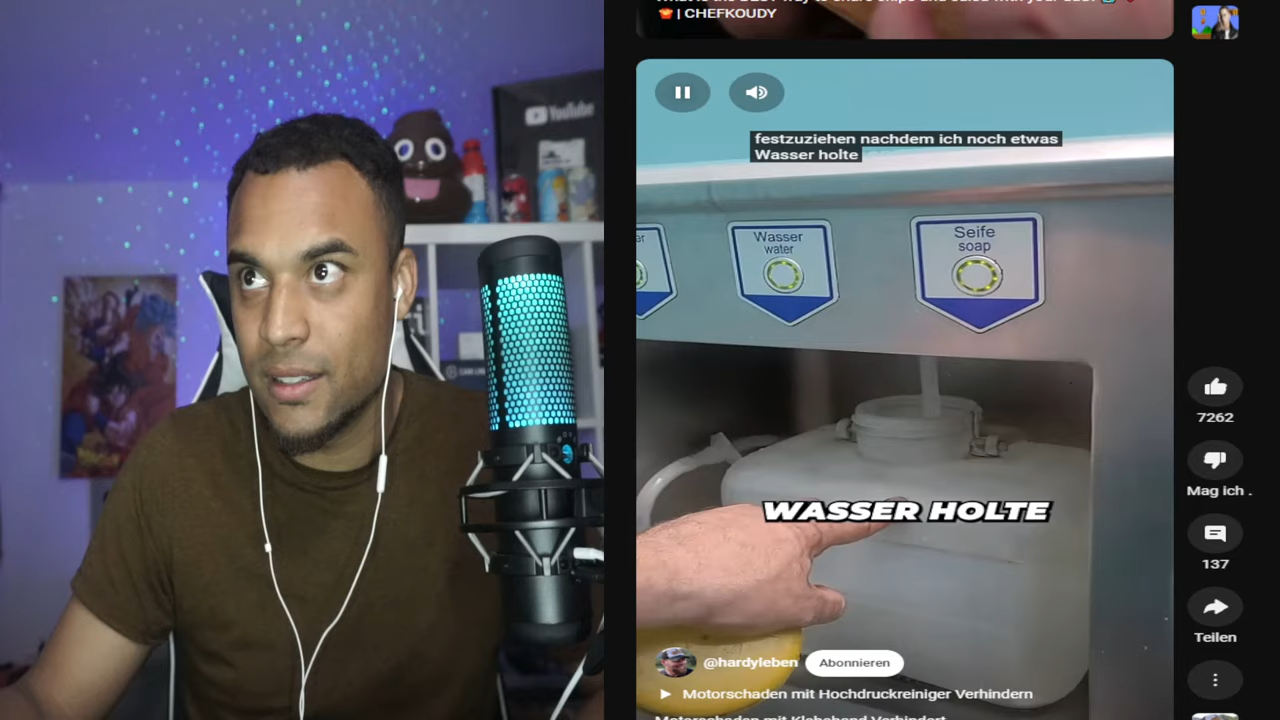 🍟 | CHEFKOUDY
festzuziehen nachdem ich noch etwas
Wasser holte
YouTube
Wasser
water
Seife
soap
7262
WASSER HOLTE
Mag ich .
137
Teilen
@hardyleben
Abonnieren
Motorschaden mit Hochdruckreiniger Verhindern